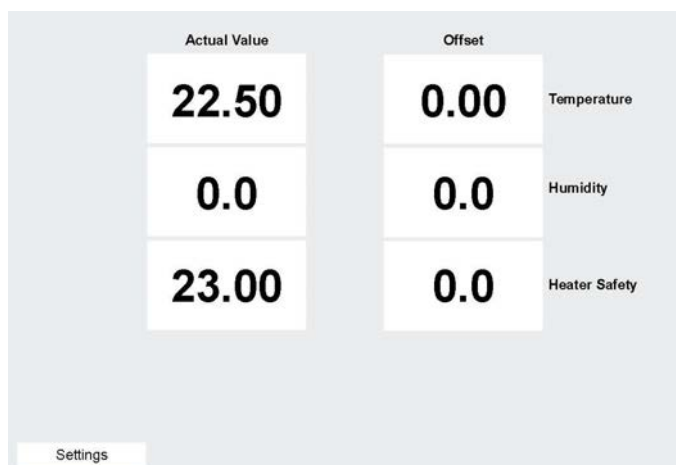 Actual Value Offset
22.50 0.00 Temperature
0.0 0.0 Humidity
23.00 0.0 Heater Safety
Settings